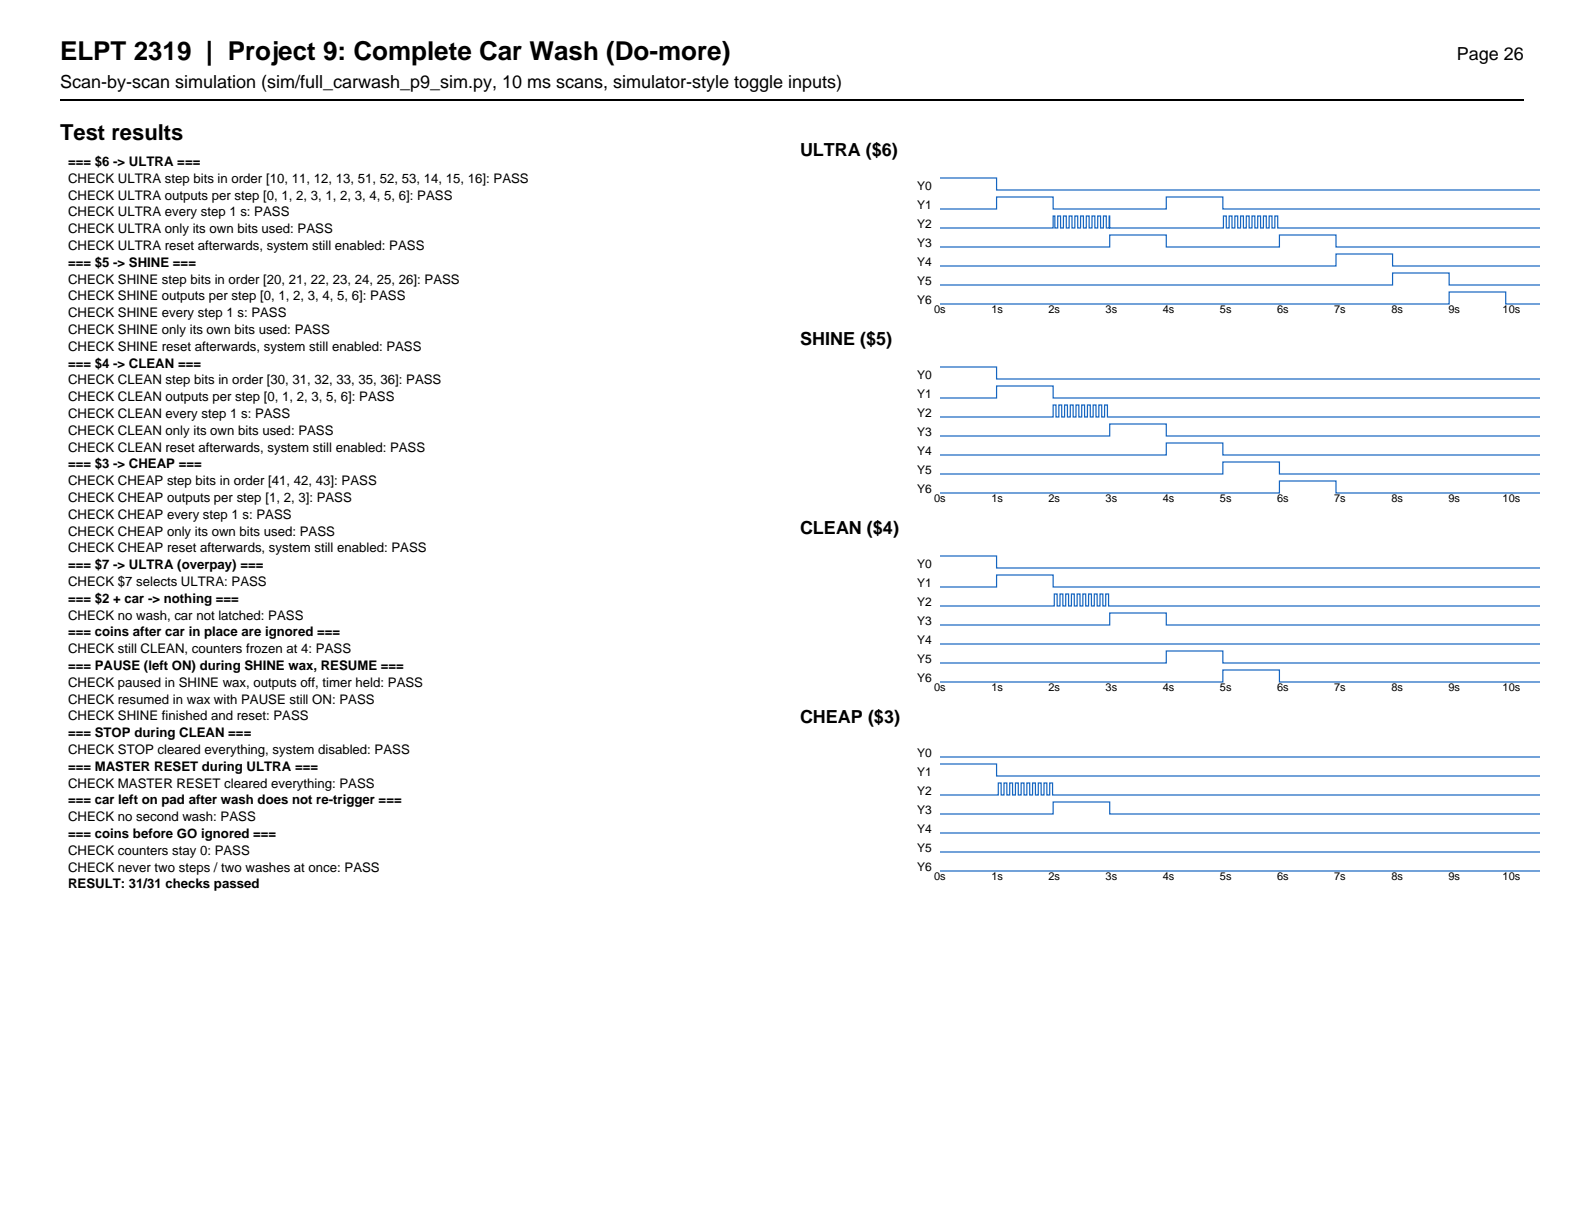 ELPT 2319 | Project 9: Complete Car Wash (Do-more)
Page 26
Scan-by-scan simulation (sim/full_carwash_p9_sim.py, 10 ms scans, simulator-style toggle inputs)
Test results
=== $6 -> ULTRA ===
CHECK ULTRA step bits in order [10, 11, 12, 13, 51, 52, 53, 14, 15, 16]: PASS
CHECK ULTRA outputs per step [0, 1, 2, 3, 1, 2, 3, 4, 5, 6]: PASS
CHECK ULTRA every step 1 s: PASS
CHECK ULTRA only its own bits used: PASS
CHECK ULTRA reset afterwards, system still enabled: PASS
=== $5 -> SHINE ===
CHECK SHINE step bits in order [20, 21, 22, 23, 24, 25, 26]: PASS
CHECK SHINE outputs per step [0, 1, 2, 3, 4, 5, 6]: PASS
CHECK SHINE every step 1 s: PASS
CHECK SHINE only its own bits used: PASS
CHECK SHINE reset afterwards, system still enabled: PASS
=== $4 -> CLEAN ===
CHECK CLEAN step bits in order [30, 31, 32, 33, 35, 36]: PASS
CHECK CLEAN outputs per step [0, 1, 2, 3, 5, 6]: PASS
CHECK CLEAN every step 1 s: PASS
CHECK CLEAN only its own bits used: PASS
CHECK CLEAN reset afterwards, system still enabled: PASS
=== $3 -> CHEAP ===
CHECK CHEAP step bits in order [41, 42, 43]: PASS
CHECK CHEAP outputs per step [1, 2, 3]: PASS
CHECK CHEAP every step 1 s: PASS
CHECK CHEAP only its own bits used: PASS
CHECK CHEAP reset afterwards, system still enabled: PASS
=== $7 -> ULTRA (overpay) ===
CHECK $7 selects ULTRA: PASS
=== $2 + car -> nothing ===
CHECK no wash, car not latched: PASS
=== coins after car in place are ignored ===
CHECK still CLEAN, counters frozen at 4: PASS
=== PAUSE (left ON) during SHINE wax, RESUME ===
CHECK paused in SHINE wax, outputs off, timer held: PASS
CHECK resumed in wax with PAUSE still ON: PASS
CHECK SHINE finished and reset: PASS
=== STOP during CLEAN ===
CHECK STOP cleared everything, system disabled: PASS
=== MASTER RESET during ULTRA ===
CHECK MASTER RESET cleared everything: PASS
=== car left on pad after wash does not re-trigger ===
CHECK no second wash: PASS
=== coins before GO ignored ===
CHECK counters stay 0: PASS
CHECK never two steps / two washes at once: PASS
RESULT: 31/31 checks passed
ULTRA ($6)
Y0
Y1
Y2
Y3
Y4
Y5
Y6
0s 1s 2s 3s 4s 5s 6s 7s 8s 9s 10s
SHINE ($5)
Y0
Y1
Y2
Y3
Y4
Y5
Y6
0s 1s 2s 3s 4s 5s 6s 7s 8s 9s 10s
CLEAN ($4)
Y0
Y1
Y2
Y3
Y4
Y5
Y6
0s 1s 2s 3s 4s 5s 6s 7s 8s 9s 10s
CHEAP ($3)
Y0
Y1
Y2
Y3
Y4
Y5
Y6
0s 1s 2s 3s 4s 5s 6s 7s 8s 9s 10s